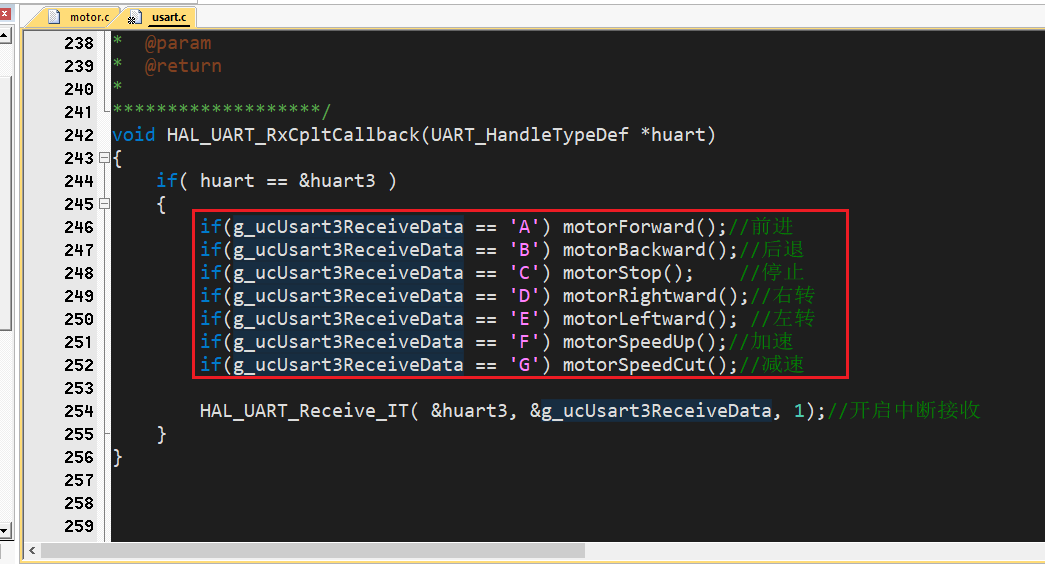 motor.c usart.c
238 * @param
239 * @return
240 *
241 *******************/
242 void HAL_UART_RxCpltCallback(UART_HandleTypeDef *huart)
243 {
244 if( huart == &huart3 )
245 {
246 if(g_ucUsart3ReceiveData == 'A') motorForward();//前进
247 if(g_ucUsart3ReceiveData == 'B') motorBackward();//后退
248 if(g_ucUsart3ReceiveData == 'C') motorStop(); //停止
249 if(g_ucUsart3ReceiveData == 'D') motorRightward();//右转
250 if(g_ucUsart3ReceiveData == 'E') motorLeftward(); //左转
251 if(g_ucUsart3ReceiveData == 'F') motorSpeedUp();//加速
252 if(g_ucUsart3ReceiveData == 'G') motorSpeedCut();//减速
253
254 HAL_UART_Receive_IT( &huart3, &g_ucUsart3ReceiveData, 1);//开启中断接收
255 }
256 }
257
258
259